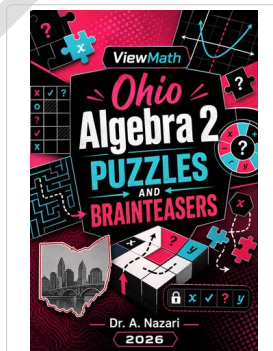 ViewMath
Ohio
Algebra 2
PUZZLES
AND
BRAINTEASERS
x ✓ ? y
Dr. A. Nazari
2026